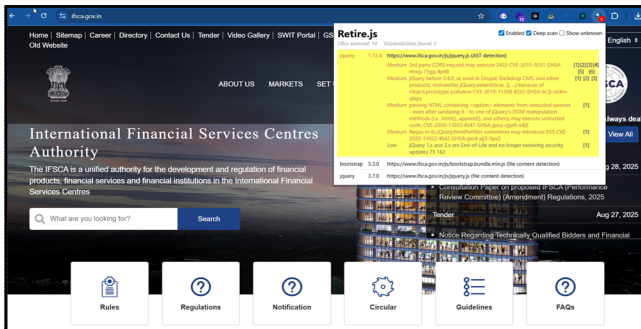 ifsca.gov.in
Home | Sitemap | Career | Directory | Contact Us | Tender | Video Gallery | SWIT Portal | GS
Old Website
English
ABOUT US MARKETS SET
International Financial Services Centres
Authority
The IFSCA is a unified authority for the development and regulation of financial
products, financial services and financial institutions in the International Financial
Services Centres
What are you looking for?
Search
Rules
Regulations
Notification
Circular
Guidelines
FAQs
Retire.js
Enabled Deep scan Show unknown
URLs scanned: 14 Vulnerabilities found: 5
jquery 1.12.4 https://www.ifsca.gov.in/js/jquery.js (AST detection)
Medium 3rd party CORS request may execute 2432 CVE-2015-9251 GHSA-rmxg-73gg-4p98 [1] [2] [3] [4] [5] [6]
Medium jQuery before 3.4.0, as used in Drupal, Backdrop CMS, and other [1] [2] [3]
products, mishandles jQuery.extend(true, {}, ...) because of
Object.prototype pollution CVE-2019-11358 4333 GHSA-6c3j-c64m-qhgq
Medium passing HTML containing <option> elements from untrusted sources [1]
- even after sanitizing it - to one of jQuery's DOM manipulation
methods (i.e. .html(), .append(), and others) may execute untrusted
code. CVE-2020-11023 4647 GHSA-jpcq-cgw6-v4j6
Medium Regex in its jQuery.htmlPrefilter sometimes may introduce XSS CVE- [1]
2020-11022 4642 GHSA-gxr4-xjj5-5px2
Low jQuery 1.x and 2.x are End-of-Life and no longer receiving security [1]
updates 73 162
bootstrap 5.3.0 https://www.ifsca.gov.in/js/bootstrap.bundle.min.js (file content detection)
jquery 3.7.0 https://www.ifsca.gov.in/js/jquery.js (file content detection)
View All
28, 2025
Consultation Paper on proposed IFSCA (Performance
Review Committee) (Amendment) Regulations, 2025
Tender Aug 27, 2025
Notice Regarding Technically Qualified Bidders and Financial